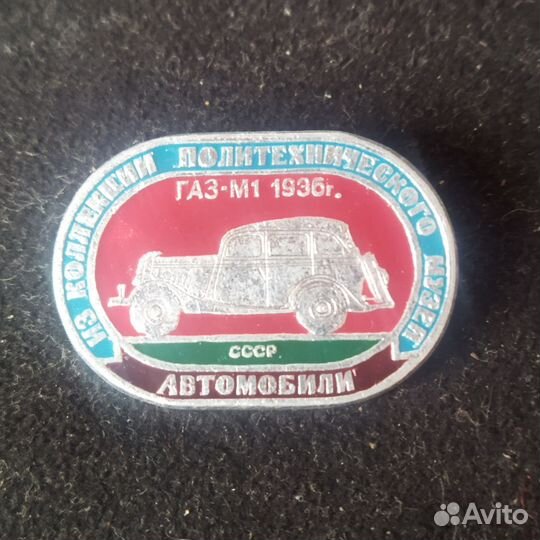 ИЗ КОЛЛЕКЦИИ ПОЛИТЕХНИЧЕСКОГО МУЗЕЯ
ГАЗ-М1 1936г.
СССР
АВТОМОБИЛИ
Avito